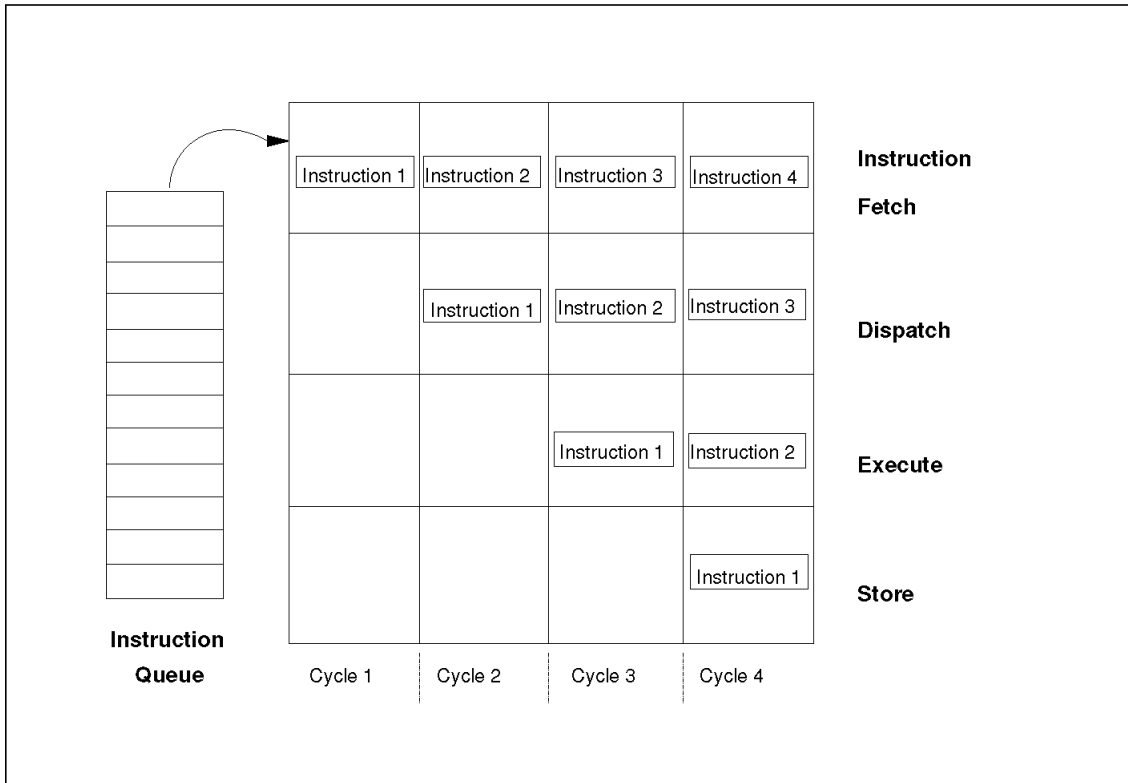 Instruction 1
Instruction 2
Instruction 3
Instruction 4
Instruction
Fetch
Instruction 1
Instruction 2
Instruction 3
Dispatch
Instruction 1
Instruction 2
Execute
Instruction 1
Store
Instruction
Queue
Cycle 1
Cycle 2
Cycle 3
Cycle 4